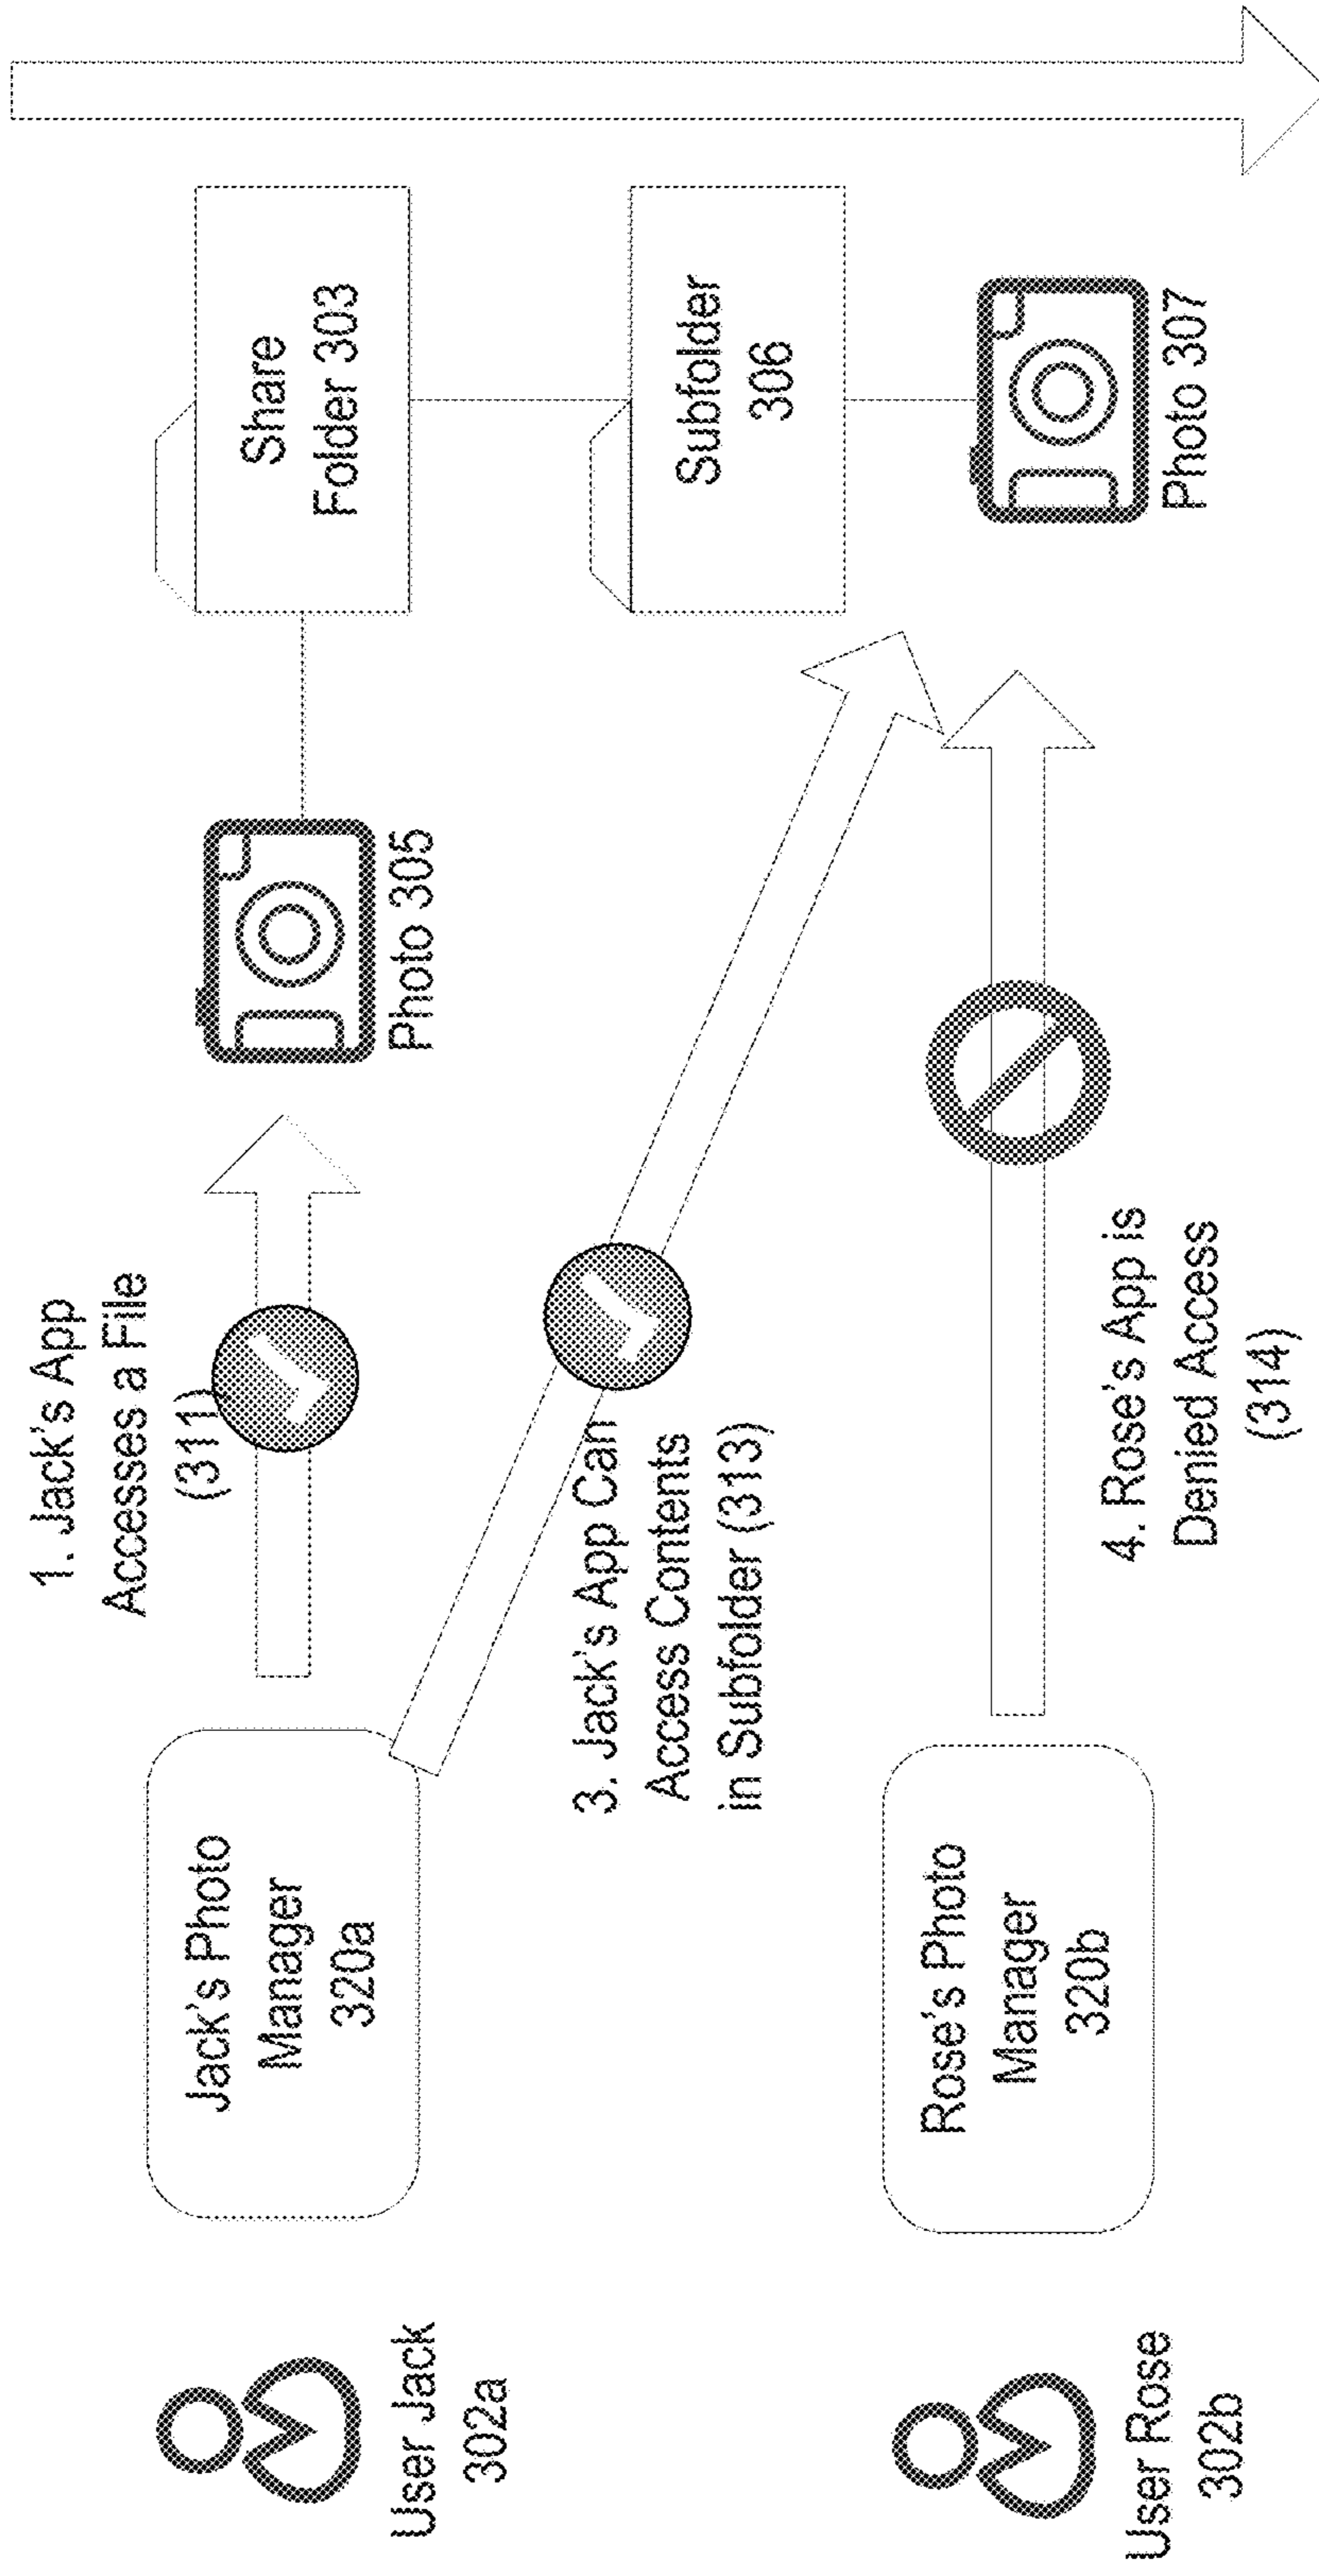 1. Jack's App
Accesses a File
(311)
Share
Folder 303
Photo 305
Jack's Photo
Manager
320a
User Jack
302a
3. Jack's App Can
Access Contents
in Subfolder (313)
Subfolder
306
Rose's Photo
Manager
320b
User Rose
302b
4. Rose's App is
Denied Access
(314)
Photo 307